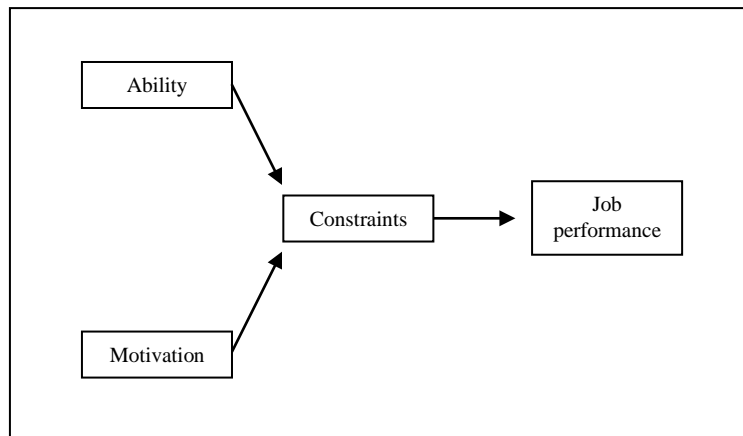 Ability
Constraints
Job
performance
Motivation